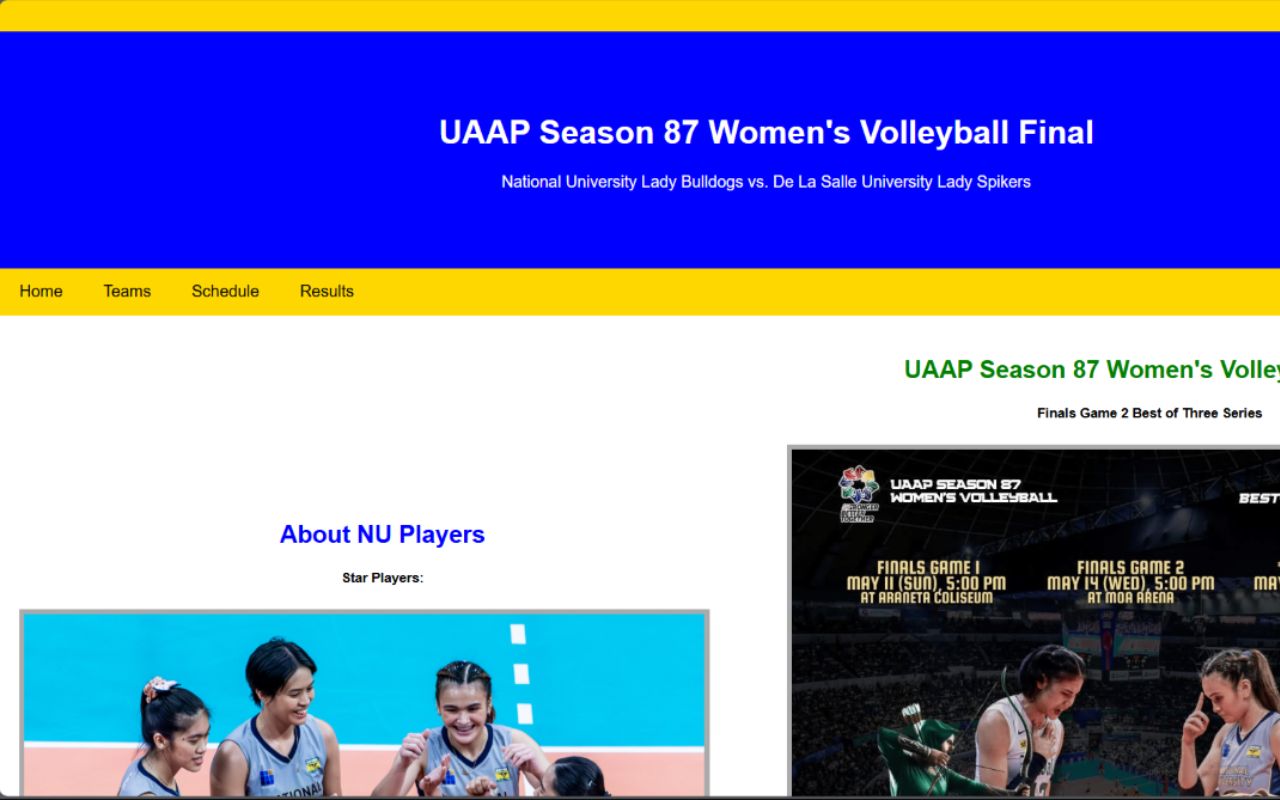 UAAP Season 87 Women's Volleyball Final
National University Lady Bulldogs vs. De La Salle University Lady Spikers
Home Teams Schedule Results
UAAP Season 87 Women's
Finals Game 2 Best of Three Series
UAAP SEASON 87
WOMEN'S VOLLEYBALL
BEST
FINALS GAME 1
MAY 11 (SUN), 5:00 PM
AT ARANETA COLISEUM
FINALS GAME 2
MAY 14 (WED), 5:00 PM
AT MOA ARENA
MAY
About NU Players
Star Players: